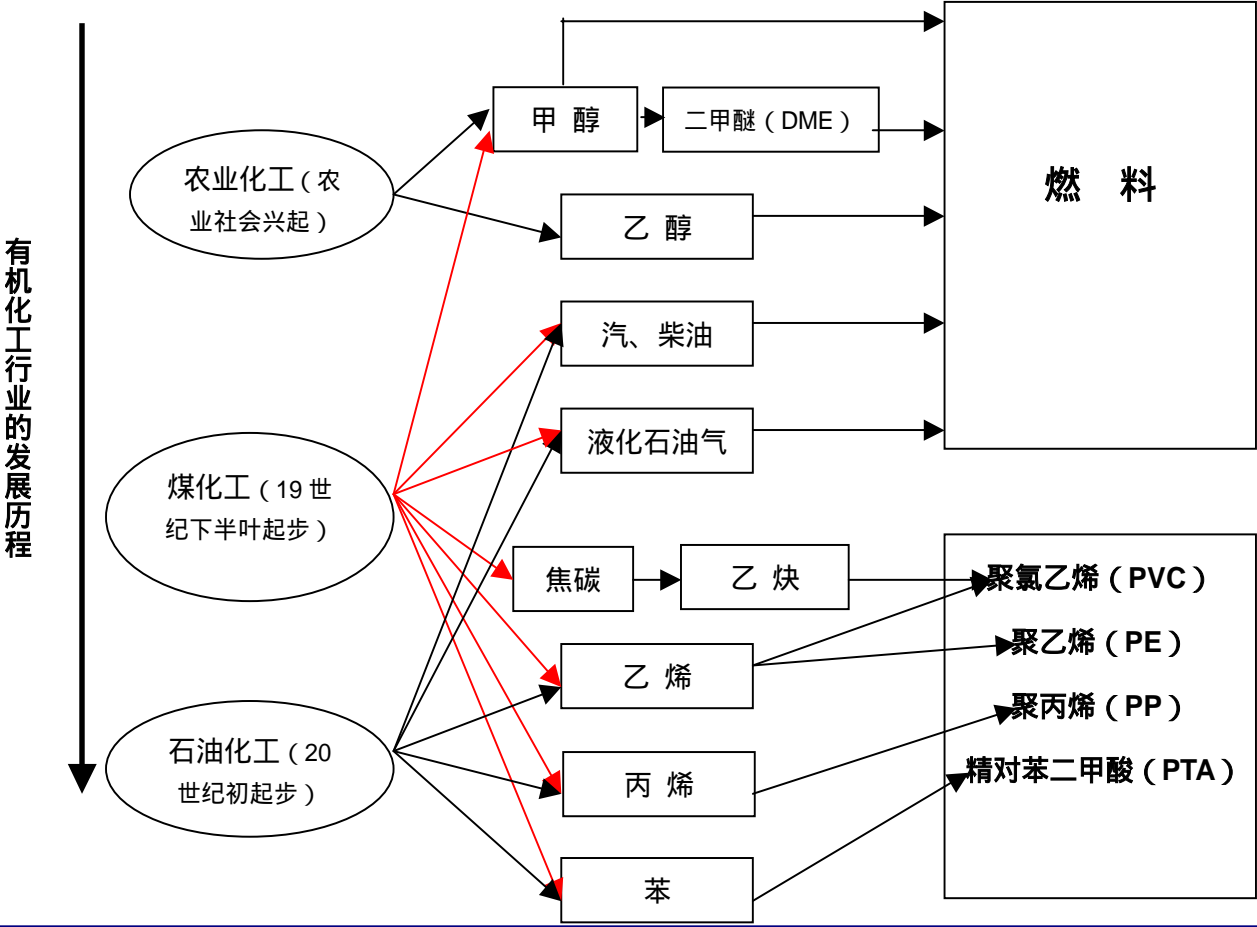 有机化工行业的发展历程
农业化工（农
业社会兴起）
煤化工（19 世
纪下半叶起步）
石油化工（20
世纪初起步）
甲 醇
二甲醚（DME）
乙 醇
汽、柴油
液化石油气
焦碳
乙 炔
乙 烯
丙 烯
苯
燃 料
聚氯乙烯（PVC）
聚乙烯（PE）
聚丙烯（PP）
精对苯二甲酸（PTA）